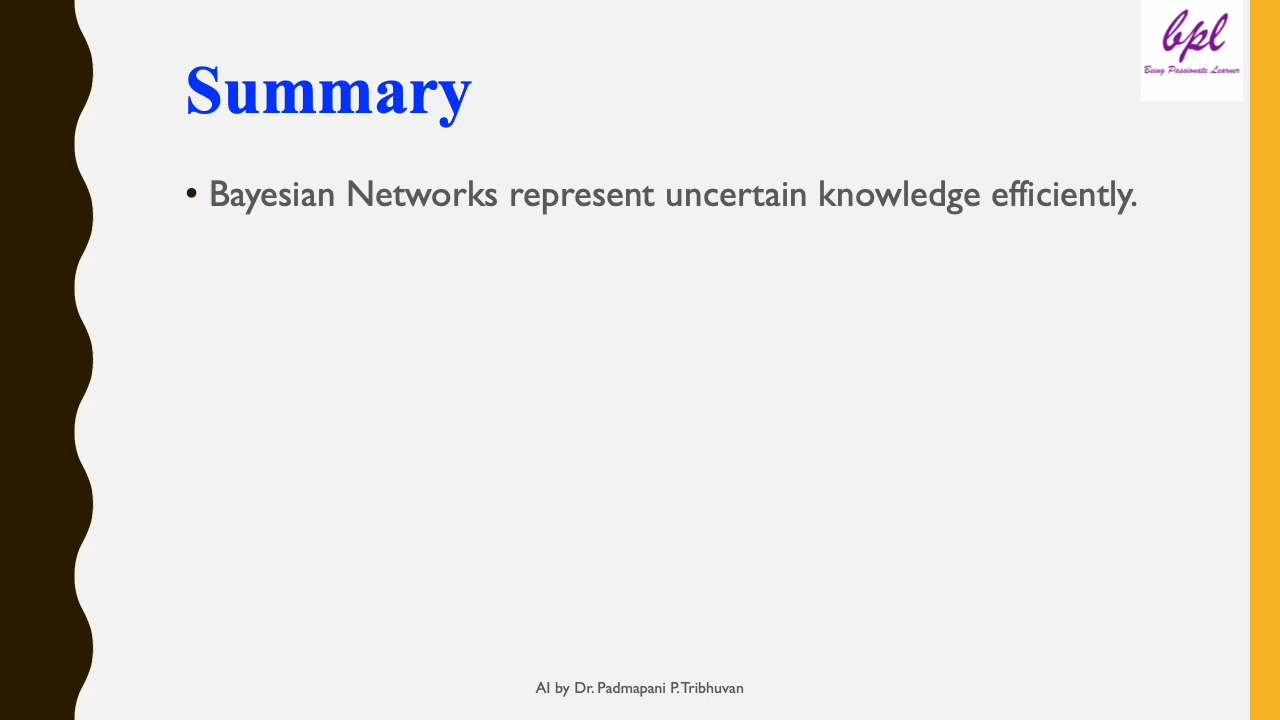 bpl
Being Passionate Learner
Summary
• Bayesian Networks represent uncertain knowledge efficiently.
AI by Dr. Padmapani P. Tribhuvan